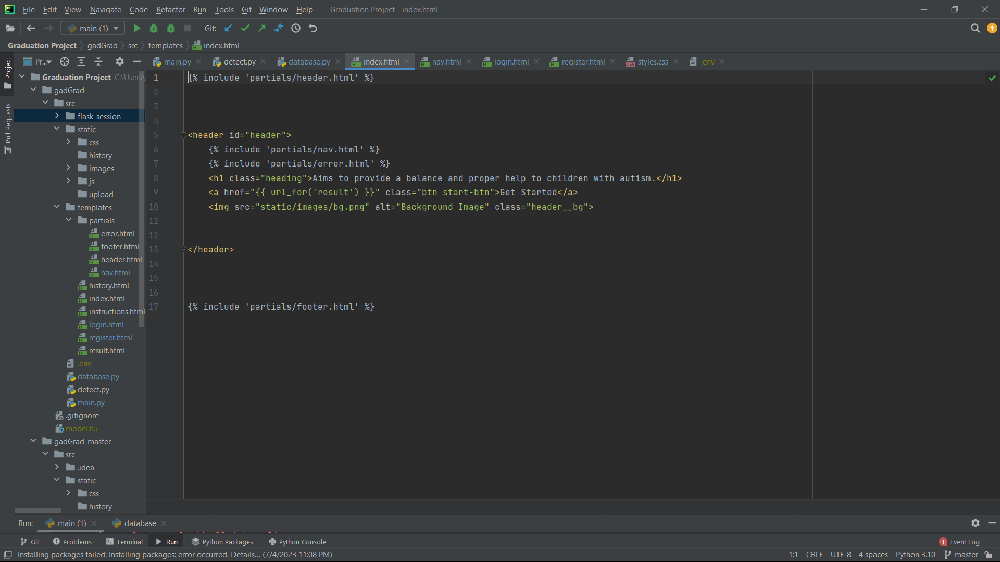 File Edit View Navigate Code Refactor Run Tools Git Window Help Graduation Project - index.html
main (1) Git:
Graduation Project gadGrad src templates index.html
Pr... main.py detect.py database.py index.html nav.html login.html register.html styles.css .env
Project
Pull Requests
Graduation Project C:\Users\
gadGrad
src
flask_session
static
css
history
images
js
upload
templates
partials
error.html
footer.html
header.html
nav.html
history.html
index.html
instructions.html
login.html
register.html
result.html
.env
database.py
detect.py
main.py
.gitignore
model.h5
gadGrad-master
src
.idea
static
css
history
1 {% include 'partials/header.html' %}
2
3
4
5 <header id="header">
6 {% include 'partials/nav.html' %}
7 {% include 'partials/error.html' %}
8 <h1 class="heading">Aims to provide a balance and proper help to children with autism.</h1>
9 <a href="{{ url_for('result') }}" class="btn start-btn">Get Started</a>
10 <img src="static/images/bg.png" alt="Background Image" class="header__bg">
11
12
13 </header>
14
15
16
17 {% include 'partials/footer.html' %}
Run: main (1) database
Git Problems Terminal Run Python Packages Python Console 1 Event Log
Installing packages failed: Installing packages: error occurred. Details... (7/4/2023 11:08 PM) 1:1 CRLF UTF-8 4 spaces Python 3.10 master